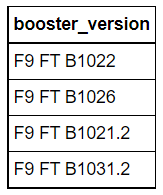 booster_version
F9 FT B1022
F9 FT B1026
F9 FT B1021.2
F9 FT B1031.2